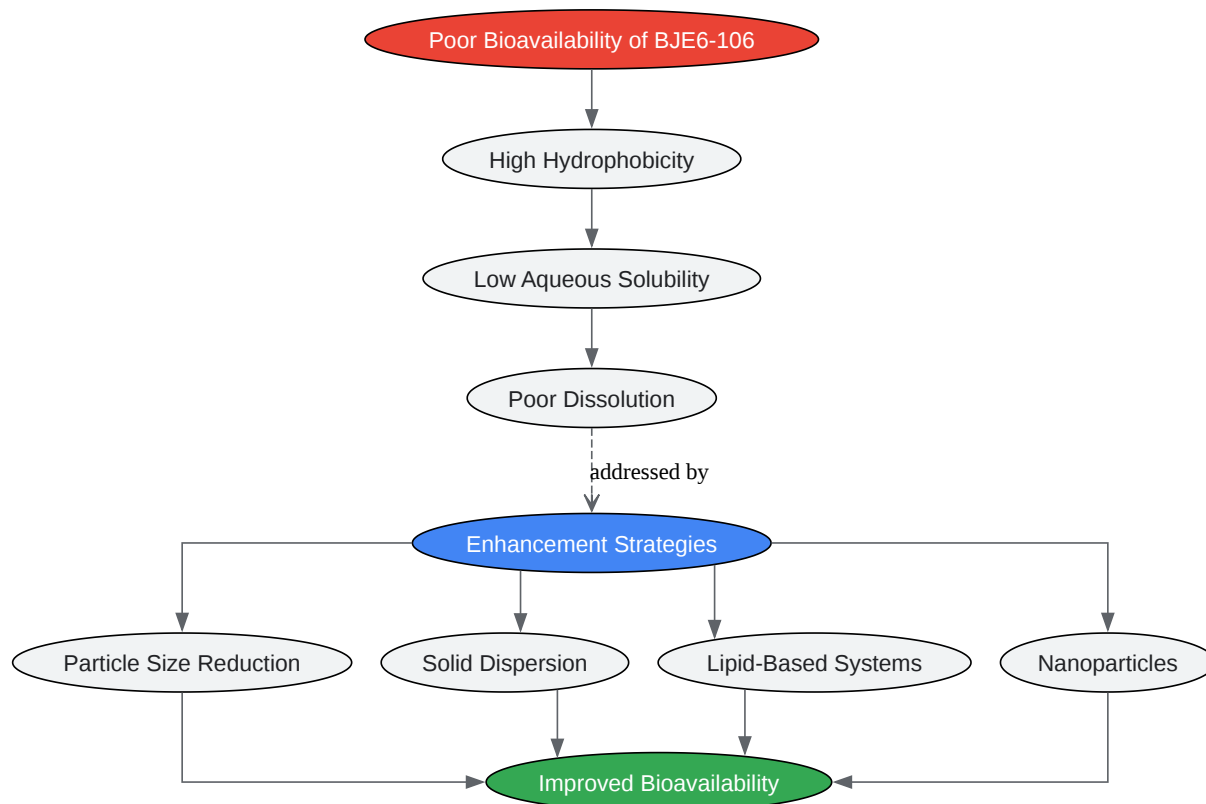 Poor Bioavailability of BJE6-106
High Hydrophobicity
Low Aqueous Solubility
Poor Dissolution
addressed by
Enhancement Strategies
Particle Size Reduction
Solid Dispersion
Lipid-Based Systems
Nanoparticles
Improved Bioavailability